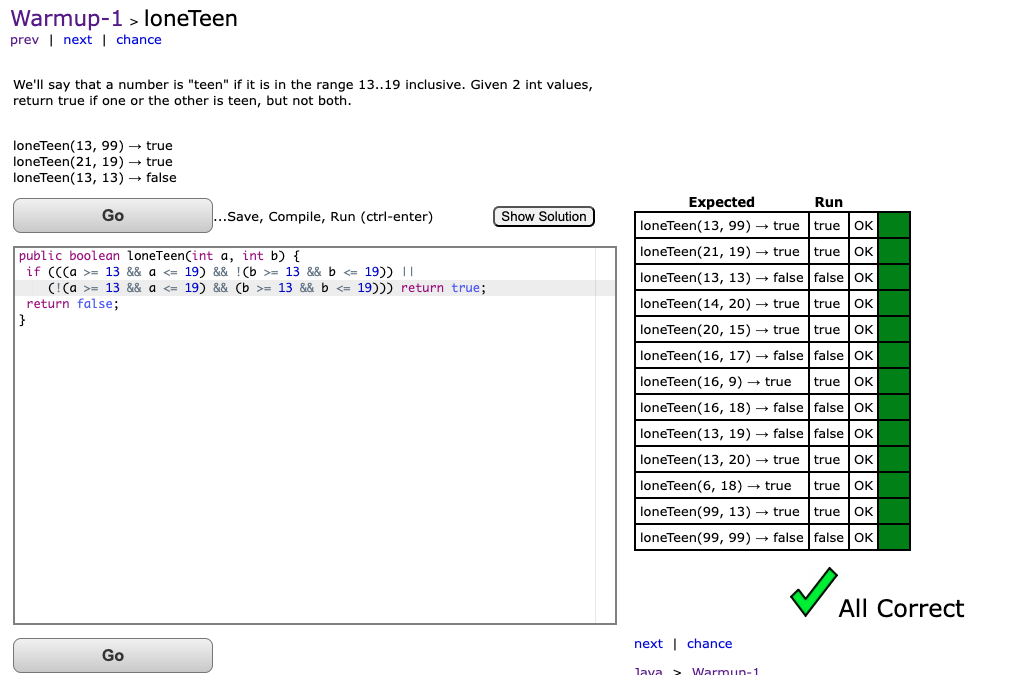 Warmup-1 > loneTeen
prev | next | chance
We'll say that a number is "teen" if it is in the range 13..19 inclusive. Given 2 int values,
return true if one or the other is teen, but not both.
loneTeen(13, 99) → true
loneTeen(21, 19) → true
loneTeen(13, 13) → false
Go
...Save, Compile, Run (ctrl-enter)
Show Solution
public boolean loneTeen(int a, int b) {
 if (((a >= 13 && a <= 19) && !(b >= 13 && b <= 19)) ||
    (!(a >= 13 && a <= 19) && (b >= 13 && b <= 19))) return true;
 return false;
}
Go
Expected Run
loneTeen(13, 99) → true true OK
loneTeen(21, 19) → true true OK
loneTeen(13, 13) → false false OK
loneTeen(14, 20) → true true OK
loneTeen(20, 15) → true true OK
loneTeen(16, 17) → false false OK
loneTeen(16, 9) → true true OK
loneTeen(16, 18) → false false OK
loneTeen(13, 19) → false false OK
loneTeen(13, 20) → true true OK
loneTeen(6, 18) → true true OK
loneTeen(99, 13) → true true OK
loneTeen(99, 99) → false false OK
All Correct
next | chance
Java > Warmup-1